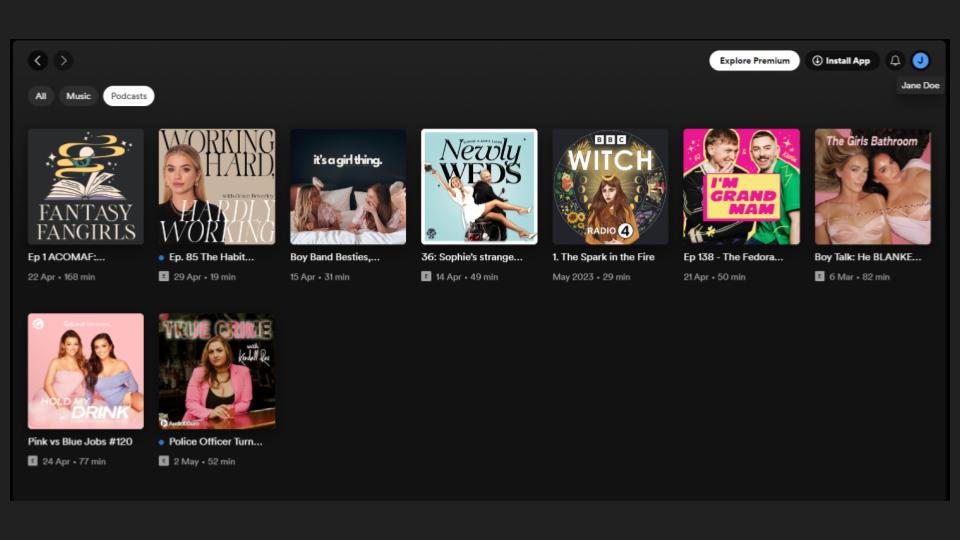 Explore Premium
Install App
J
Jane Doe
All
Music
Podcasts
FANTASY
FANGIRLS
Ep 1 ACOMAF:...
22 Apr • 168 min
WORKING
HARD,
with Grace Beverley
HARDLY
WORKING
Ep. 85 The Habit...
E 29 Apr • 19 min
it's a girl thing.
Boy Band Besties,...
15 Apr • 31 min
Newly
WEDS
36: Sophie's strange...
E 14 Apr • 49 min
BBC
WITCH
RADIO 4
1. The Spark in the Fire
May 2023 • 29 min
I'M
GRAND
MAM
Ep 138 - The Fedora...
21 Apr • 50 min
The Girls Bathroom
Boy Talk: He BLANKE...
E 6 Mar • 82 min
HOLD MY
DRINK
Pink vs Blue Jobs #120
E 24 Apr • 77 min
TRUE CRIME
with
Kendall Rae
Audioboom
Police Officer Turn...
E 2 May • 52 min